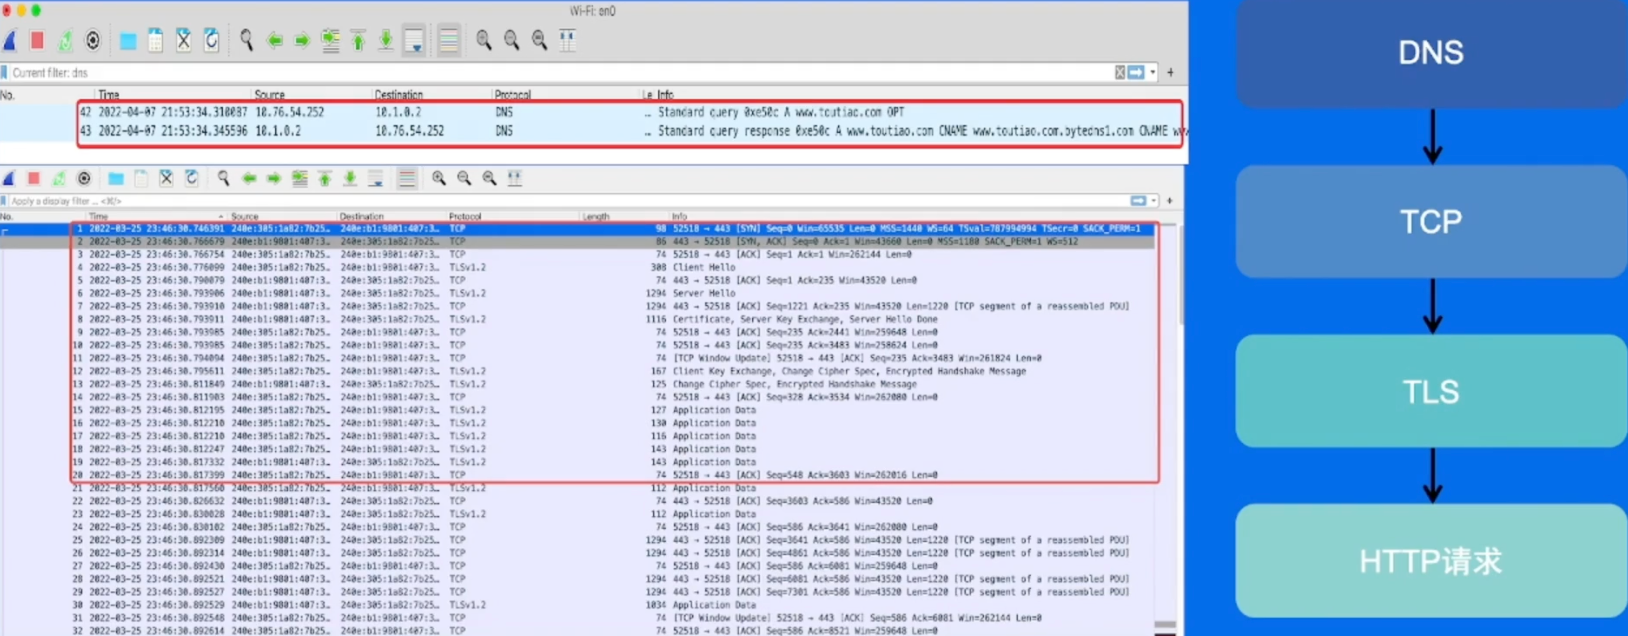 Wi-Fi: en0
Current filter: dns
No. Time Source Destination Protocol Le Info
42 2022-04-07 21:53:34.310087 10.76.54.252 10.1.0.2 DNS … Standard query 0xe50c A www.toutiao.com OPT
43 2022-04-07 21:53:34.345596 10.1.0.2 10.76.54.252 DNS … Standard query response 0xe50c A www.toutiao.com CNAME www.toutiao.com.bytedns1.com CNAME
Apply a display filter … <⌘/>
No. Time Source Destination Protocol Length Info
1 2022-03-25 23:46:30.746391 240e:305:1a82:7b25… 240e:b1:9801:407:3… TCP 98 52518 → 443 [SYN] Seq=0 Win=65535 Len=0 MSS=1440 WS=64 TSval=787994994 TSecr=0 SACK_PERM=1
2 2022-03-25 23:46:30.766679 240e:b1:9801:407:3… 240e:305:1a82:7b25… TCP 86 443 → 52518 [SYN, ACK] Seq=0 Ack=1 Win=43660 Len=0 MSS=1180 SACK_PERM=1 WS=512
3 2022-03-25 23:46:30.766754 240e:305:1a82:7b25… 240e:b1:9801:407:3… TCP 74 52518 → 443 [ACK] Seq=1 Ack=1 Win=262144 Len=0
4 2022-03-25 23:46:30.776099 240e:305:1a82:7b25… 240e:b1:9801:407:3… TLSv1.2 308 Client Hello
5 2022-03-25 23:46:30.790079 240e:b1:9801:407:3… 240e:305:1a82:7b25… TCP 74 443 → 52518 [ACK] Seq=1 Ack=235 Win=43520 Len=0
6 2022-03-25 23:46:30.793906 240e:b1:9801:407:3… 240e:305:1a82:7b25… TLSv1.2 1294 Server Hello
7 2022-03-25 23:46:30.793910 240e:b1:9801:407:3… 240e:305:1a82:7b25… TCP 1294 443 → 52518 [ACK] Seq=1221 Ack=235 Win=43520 Len=1220 [TCP segment of a reassembled PDU]
8 2022-03-25 23:46:30.793911 240e:b1:9801:407:3… 240e:305:1a82:7b25… TLSv1.2 1116 Certificate, Server Key Exchange, Server Hello Done
9 2022-03-25 23:46:30.793985 240e:305:1a82:7b25… 240e:b1:9801:407:3… TCP 74 52518 → 443 [ACK] Seq=235 Ack=2441 Win=259648 Len=0
10 2022-03-25 23:46:30.793985 240e:305:1a82:7b25… 240e:b1:9801:407:3… TCP 74 52518 → 443 [ACK] Seq=235 Ack=3483 Win=258624 Len=0
11 2022-03-25 23:46:30.794094 240e:305:1a82:7b25… 240e:b1:9801:407:3… TCP 74 [TCP Window Update] 52518 → 443 [ACK] Seq=235 Ack=3483 Win=261824 Len=0
12 2022-03-25 23:46:30.795611 240e:305:1a82:7b25… 240e:b1:9801:407:3… TLSv1.2 167 Client Key Exchange, Change Cipher Spec, Encrypted Handshake Message
13 2022-03-25 23:46:30.811849 240e:b1:9801:407:3… 240e:305:1a82:7b25… TLSv1.2 125 Change Cipher Spec, Encrypted Handshake Message
14 2022-03-25 23:46:30.811903 240e:305:1a82:7b25… 240e:b1:9801:407:3… TCP 74 52518 → 443 [ACK] Seq=328 Ack=3534 Win=262080 Len=0
15 2022-03-25 23:46:30.812195 240e:305:1a82:7b25… 240e:b1:9801:407:3… TLSv1.2 127 Application Data
16 2022-03-25 23:46:30.812210 240e:305:1a82:7b25… 240e:b1:9801:407:3… TLSv1.2 130 Application Data
17 2022-03-25 23:46:30.812210 240e:305:1a82:7b25… 240e:b1:9801:407:3… TLSv1.2 116 Application Data
18 2022-03-25 23:46:30.812247 240e:305:1a82:7b25… 240e:b1:9801:407:3… TLSv1.2 143 Application Data
19 2022-03-25 23:46:30.817332 240e:b1:9801:407:3… 240e:305:1a82:7b25… TLSv1.2 143 Application Data
20 2022-03-25 23:46:30.817399 240e:305:1a82:7b25… 240e:b1:9801:407:3… TCP 74 52518 → 443 [ACK] Seq=548 Ack=3603 Win=262016 Len=0
21 2022-03-25 23:46:30.817560 240e:305:1a82:7b25… 240e:b1:9801:407:3… TLSv1.2 112 Application Data
22 2022-03-25 23:46:30.826632 240e:b1:9801:407:3… 240e:305:1a82:7b25… TCP 74 443 → 52518 [ACK] Seq=3603 Ack=586 Win=43520 Len=0
23 2022-03-25 23:46:30.830028 240e:b1:9801:407:3… 240e:305:1a82:7b25… TLSv1.2 112 Application Data
24 2022-03-25 23:46:30.830102 240e:305:1a82:7b25… 240e:b1:9801:407:3… TCP 74 52518 → 443 [ACK] Seq=586 Ack=3641 Win=262080 Len=0
25 2022-03-25 23:46:30.892309 240e:b1:9801:407:3… 240e:305:1a82:7b25… TCP 1294 443 → 52518 [ACK] Seq=3641 Ack=586 Win=43520 Len=1220 [TCP segment of a reassembled PDU]
26 2022-03-25 23:46:30.892314 240e:b1:9801:407:3… 240e:305:1a82:7b25… TCP 1294 443 → 52518 [ACK] Seq=4861 Ack=586 Win=43520 Len=1220 [TCP segment of a reassembled PDU]
27 2022-03-25 23:46:30.892430 240e:305:1a82:7b25… 240e:b1:9801:407:3… TCP 74 52518 → 443 [ACK] Seq=586 Ack=6081 Win=259648 Len=0
28 2022-03-25 23:46:30.892521 240e:b1:9801:407:3… 240e:305:1a82:7b25… TCP 1294 443 → 52518 [ACK] Seq=6081 Ack=586 Win=43520 Len=1220 [TCP segment of a reassembled PDU]
29 2022-03-25 23:46:30.892527 240e:b1:9801:407:3… 240e:305:1a82:7b25… TCP 1294 443 → 52518 [ACK] Seq=7301 Ack=586 Win=43520 Len=1220 [TCP segment of a reassembled PDU]
30 2022-03-25 23:46:30.892529 240e:b1:9801:407:3… 240e:305:1a82:7b25… TLSv1.2 1034 Application Data
31 2022-03-25 23:46:30.892548 240e:305:1a82:7b25… 240e:b1:9801:407:3… TCP 74 [TCP Window Update] 52518 → 443 [ACK] Seq=586 Ack=6081 Win=262144 Len=0
32 2022-03-25 23:46:30.892614 240e:305:1a82:7b25… 240e:b1:9801:407:3… TCP 74 52518 → 443 [ACK] Seq=586 Ack=8521 Win=259648 Len=0
DNS
TCP
TLS
HTTP请求